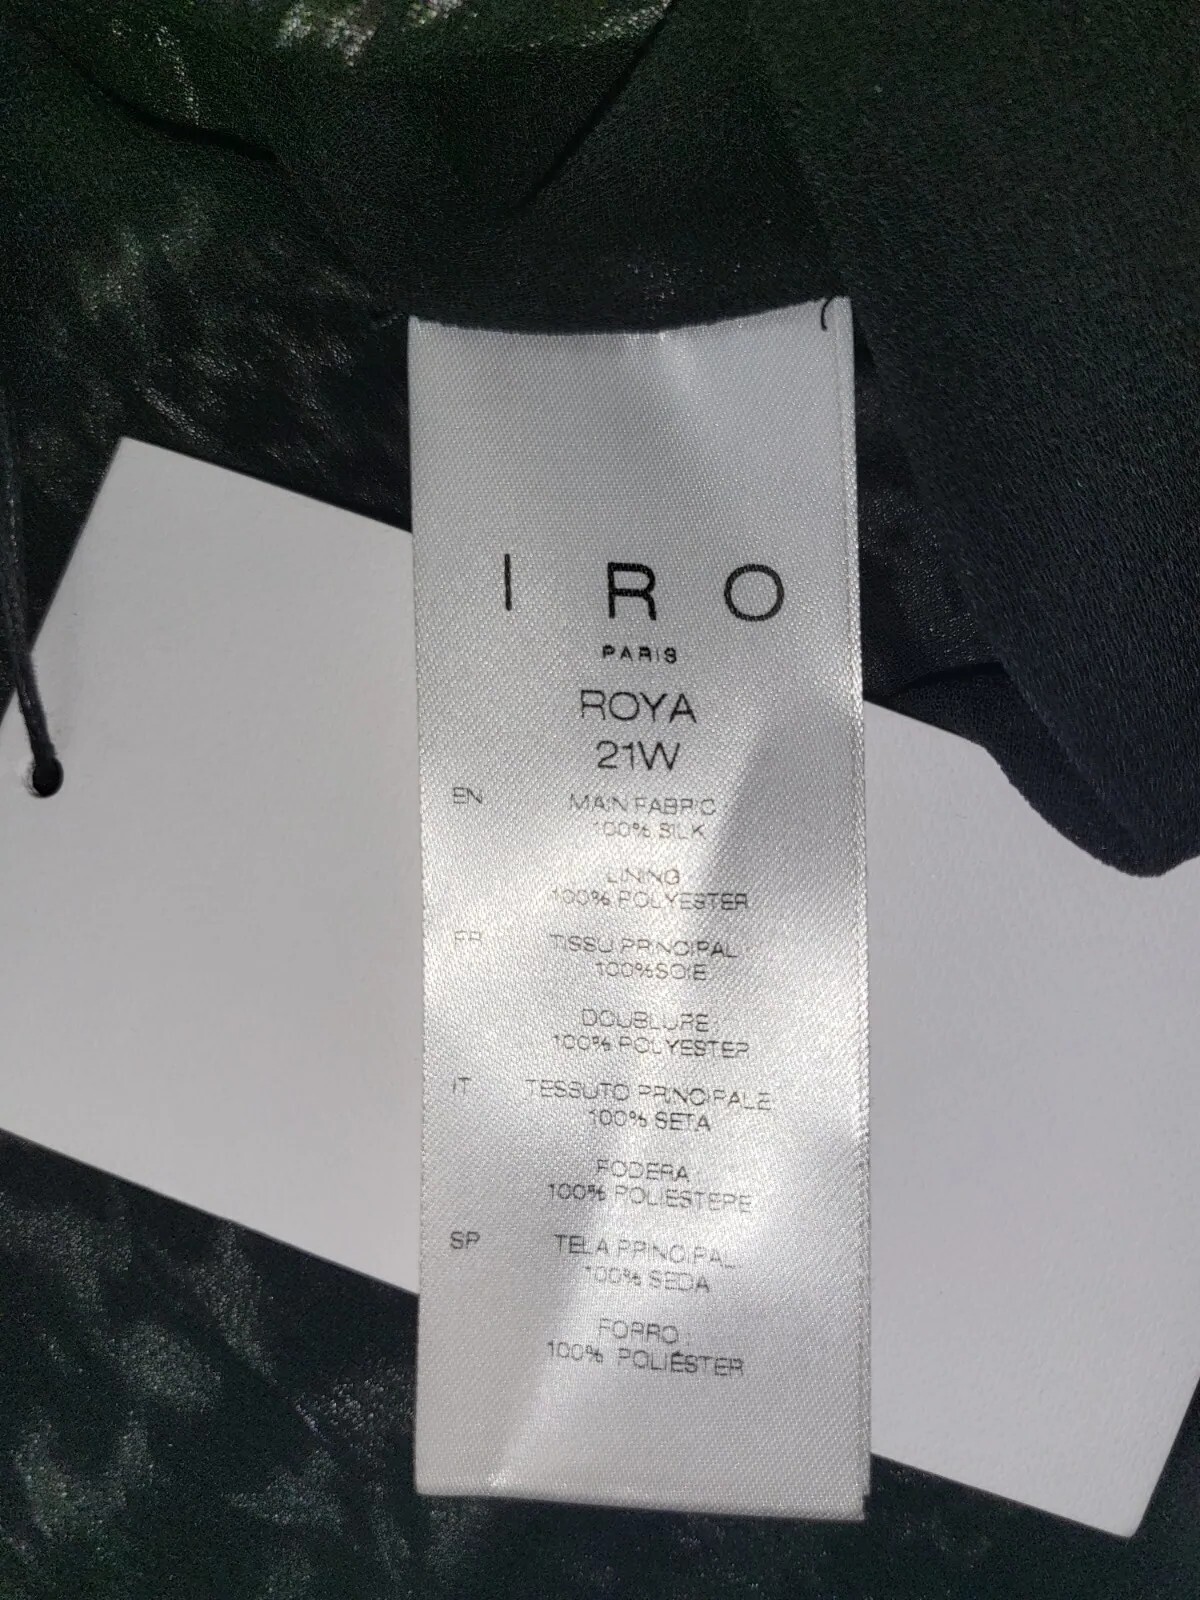 I R O
PARIS
ROYA
21W
EN MAIN FABRIC
100% SILK
LINING
100% POLYESTER
FR TISSU PRINCIPAL
100%SOIE
DOUBLURE:
100% POLYESTER
IT TESSUTO PRINCIPALE
100% SETA
FODERA:
100% POLIESTERE
SP TELA PRINCIPAL
100% SEDA
FORRO:
100% POLIÉSTER